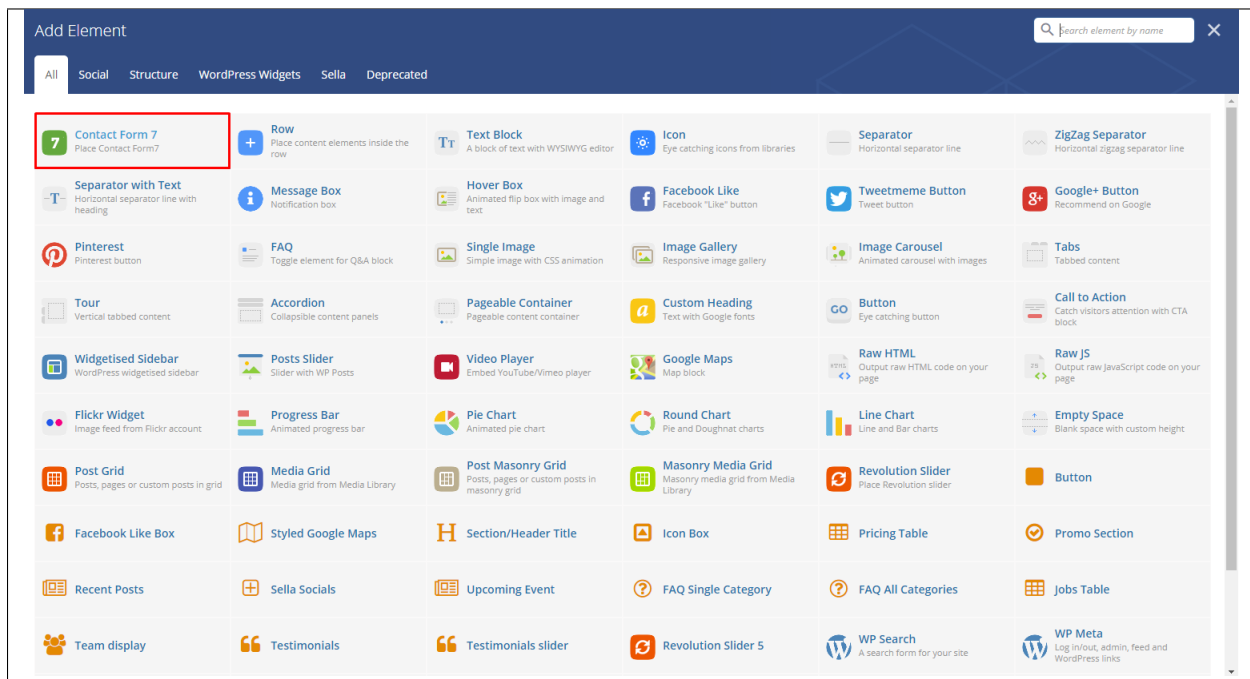 Add Element
Search element by name
All Social Structure WordPress Widgets Sella Deprecated
7
Contact Form 7
Place Contact Form7
Row
Place content elements inside the
row
TT
Text Block
A block of text with WYSIWYG editor
Icon
Eye catching icons from libraries
Separator
Horizontal separator line
ZigZag Separator
Horizontal zigzag separator line
-T-
Separator with Text
Horizontal separator line with
heading
i
Message Box
Notification box
Hover Box
Animated flip box with image and
text
f
Facebook Like
Facebook "Like" button
Tweetmeme Button
Tweet button
g+
Google+ Button
Recommend on Google
Pinterest
Pinterest button
FAQ
Toggle element for Q&A block
Single Image
Simple image with CSS animation
Image Gallery
Responsive image gallery
Image Carousel
Animated carousel with images
Tabs
Tabbed content
Tour
Vertical tabbed content
Accordion
Collapsible content panels
Pageable Container
Pageable content container
a
Custom Heading
Text with Google fonts
GO
Button
Eye catching button
Call to Action
Catch visitors attention with CTA
block
Widgetised Sidebar
WordPress widgetised sidebar
Posts Slider
Slider with WP Posts
Video Player
Embed YouTube/Vimeo player
Google Maps
Map block
HTML
Raw HTML
Output raw HTML code on your
page
JS
Raw JS
Output raw JavaScript code on your
page
Flickr Widget
Image feed from Flickr account
Progress Bar
Animated progress bar
Pie Chart
Animated pie chart
Round Chart
Pie and Doughnat charts
Line Chart
Line and Bar charts
Empty Space
Blank space with custom height
Post Grid
Posts, pages or custom posts in grid
Media Grid
Media grid from Media Library
Post Masonry Grid
Posts, pages or custom posts in
masonry grid
Masonry Media Grid
Masonry media grid from Media
Library
Revolution Slider
Place Revolution slider
Button
f
Facebook Like Box
Styled Google Maps
H
Section/Header Title
Icon Box
Pricing Table
Promo Section
Recent Posts
Sella Socials
Upcoming Event
?
FAQ Single Category
?
FAQ All Categories
Jobs Table
Team display
Testimonials
Testimonials slider
Revolution Slider 5
WP Search
A search form for your site
WP Meta
Log in/out, admin, feed and
WordPress links